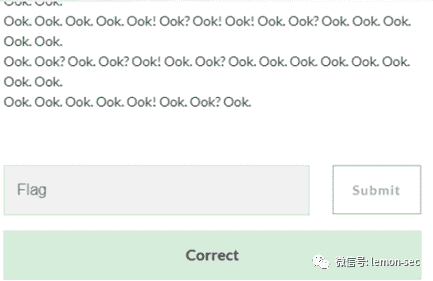 Ook. Ook.
Ook. Ook. Ook. Ook. Ook! Ook? Ook! Ook! Ook. Ook? Ook. Ook. Ook.
Ook. Ook.
Ook. Ook? Ook. Ook? Ook! Ook. Ook? Ook. Ook. Ook. Ook. Ook. Ook.
Ook. Ook.
Ook. Ook. Ook. Ook. Ook! Ook. Ook? Ook.
Flag
Submit
Correct
微信号: lemon-sec